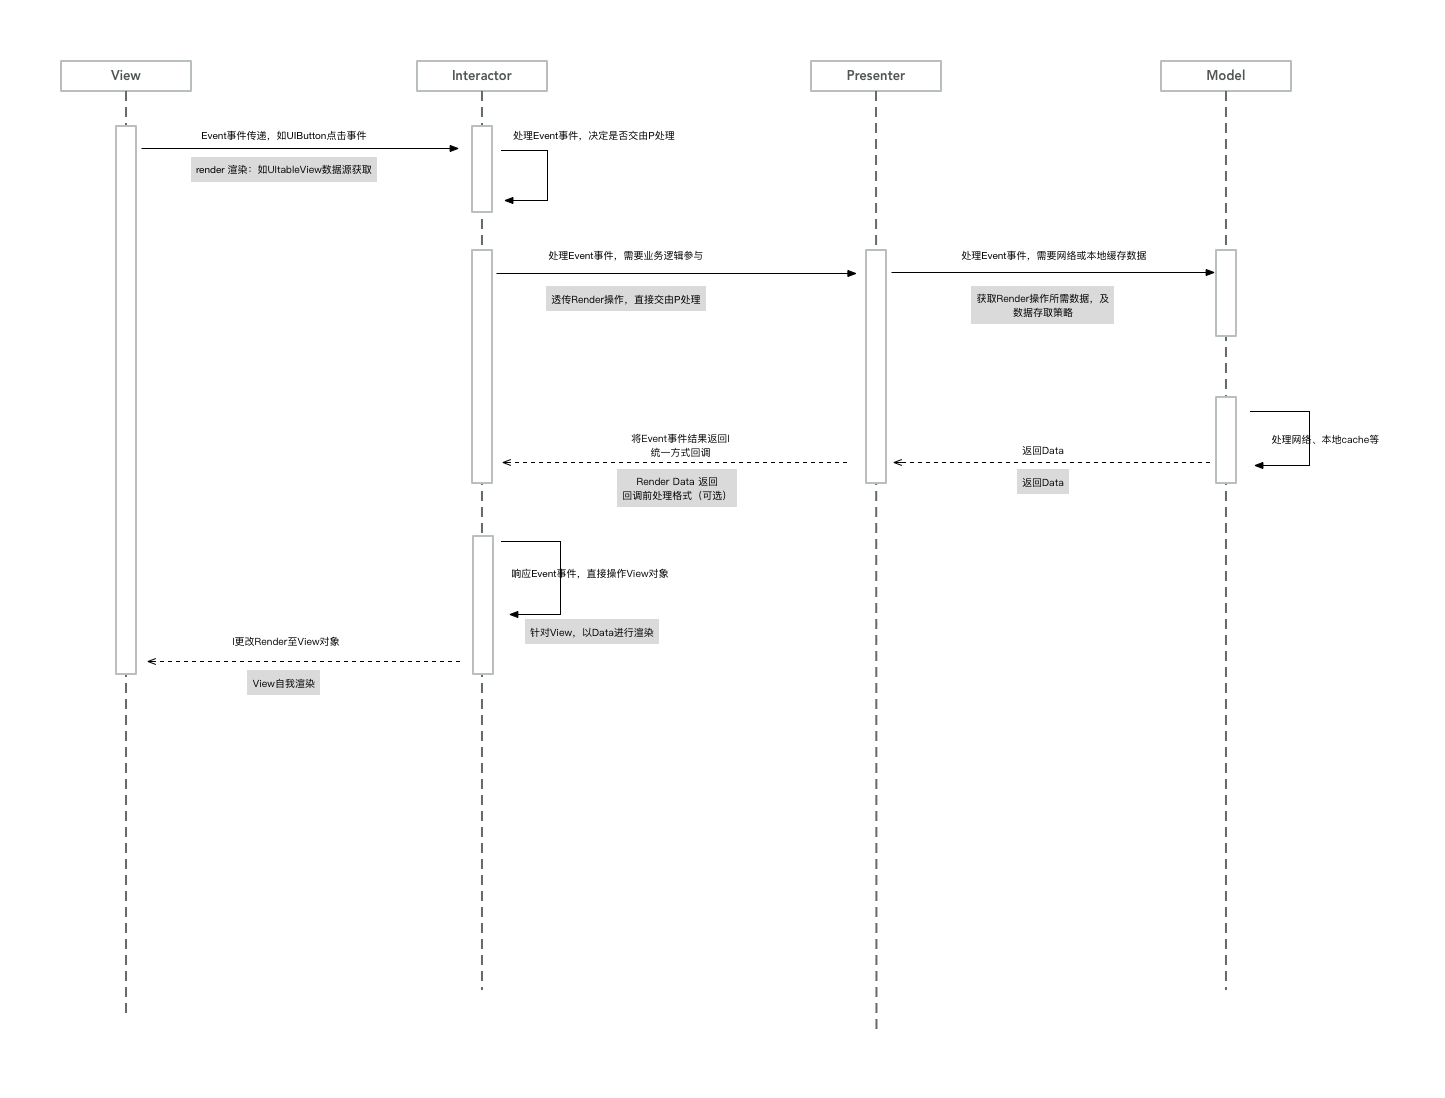 View
Interactor
Presenter
Model
Event事件传递，如UIButton点击事件
render 渲染：如UItableView数据源获取
处理Event事件，决定是否交由P处理
处理Event事件，需要业务逻辑参与
透传Render操作，直接交由P处理
处理Event事件，需要网络或本地缓存数据
获取Render操作所需数据，及
数据存取策略
将Event事件结果返回I
统一方式回调
Render Data 返回
回调前处理格式（可选）
返回Data
返回Data
处理网络、本地cache等
响应Event事件，直接操作View对象
针对View，以Data进行渲染
I更改Render至View对象
View自我渲染